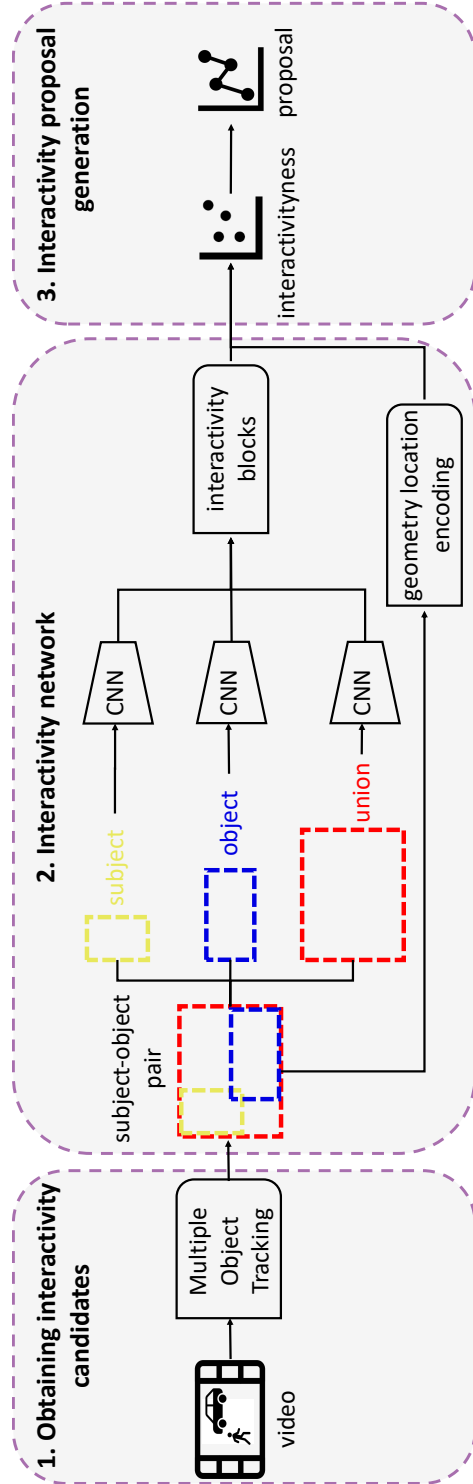 1. Obtaining interactivity
candidates
video
Multiple
Object
Tracking
2. Interactivity network
subject-object
pair
subject
object
union
CNN
CNN
CNN
interactivity
blocks
geometry location
encoding
3. Interactivity proposal
generation
interactivityness
proposal